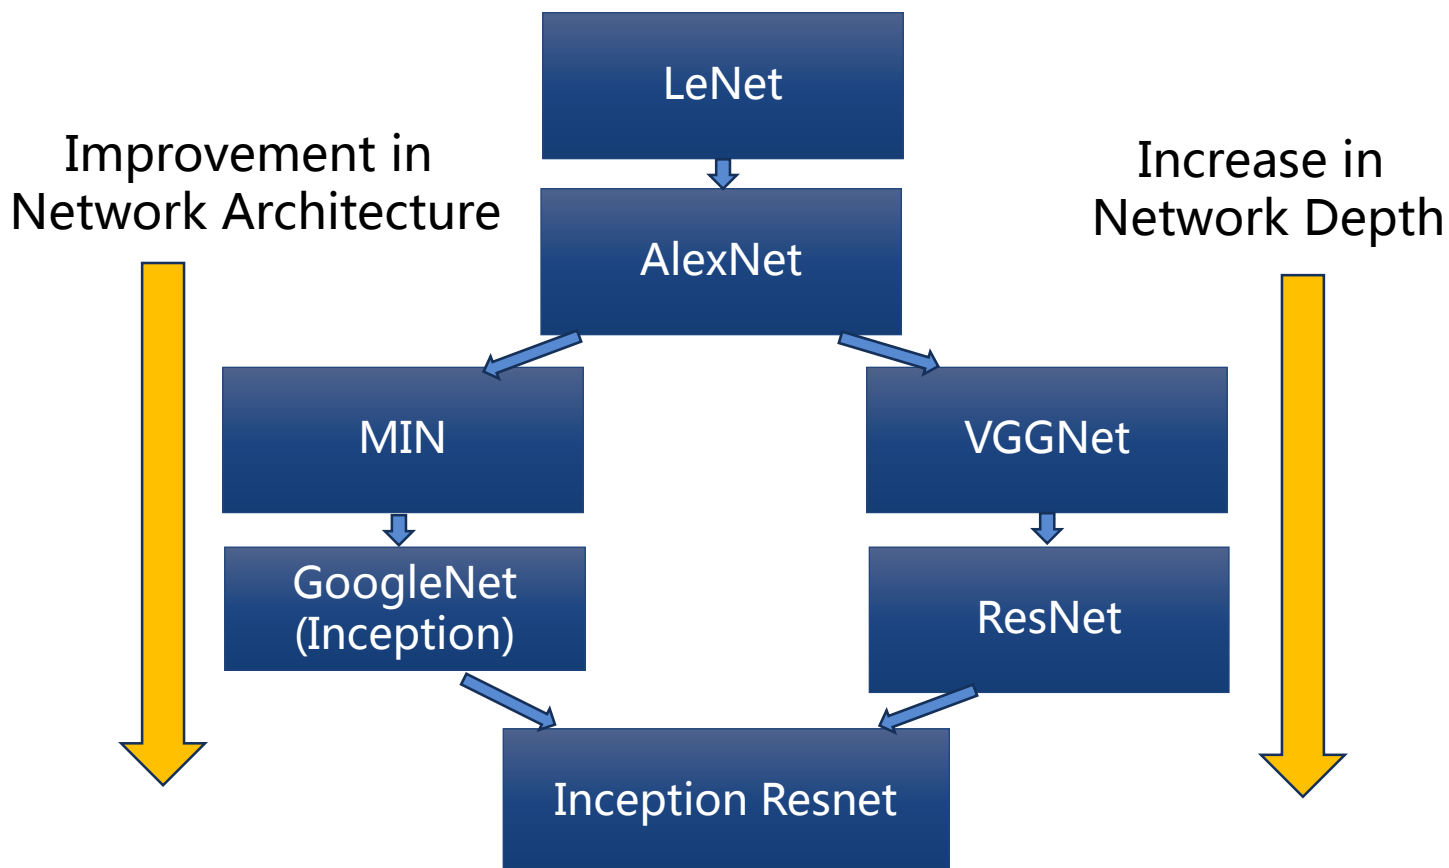 LeNet
Improvement in
Network Architecture
Increase in
Network Depth
AlexNet
MIN
VGGNet
GoogleNet
(Inception)
ResNet
Inception Resnet